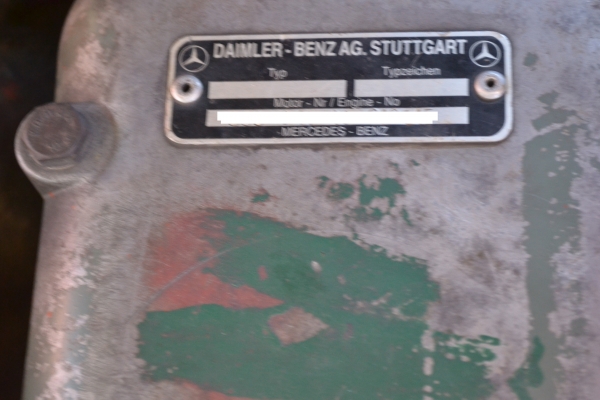 DAIMLER-BENZ AG. STUTTGART
Typ Typzeichen
Motor - Nr / Engine - No
MERCEDES - BENZ